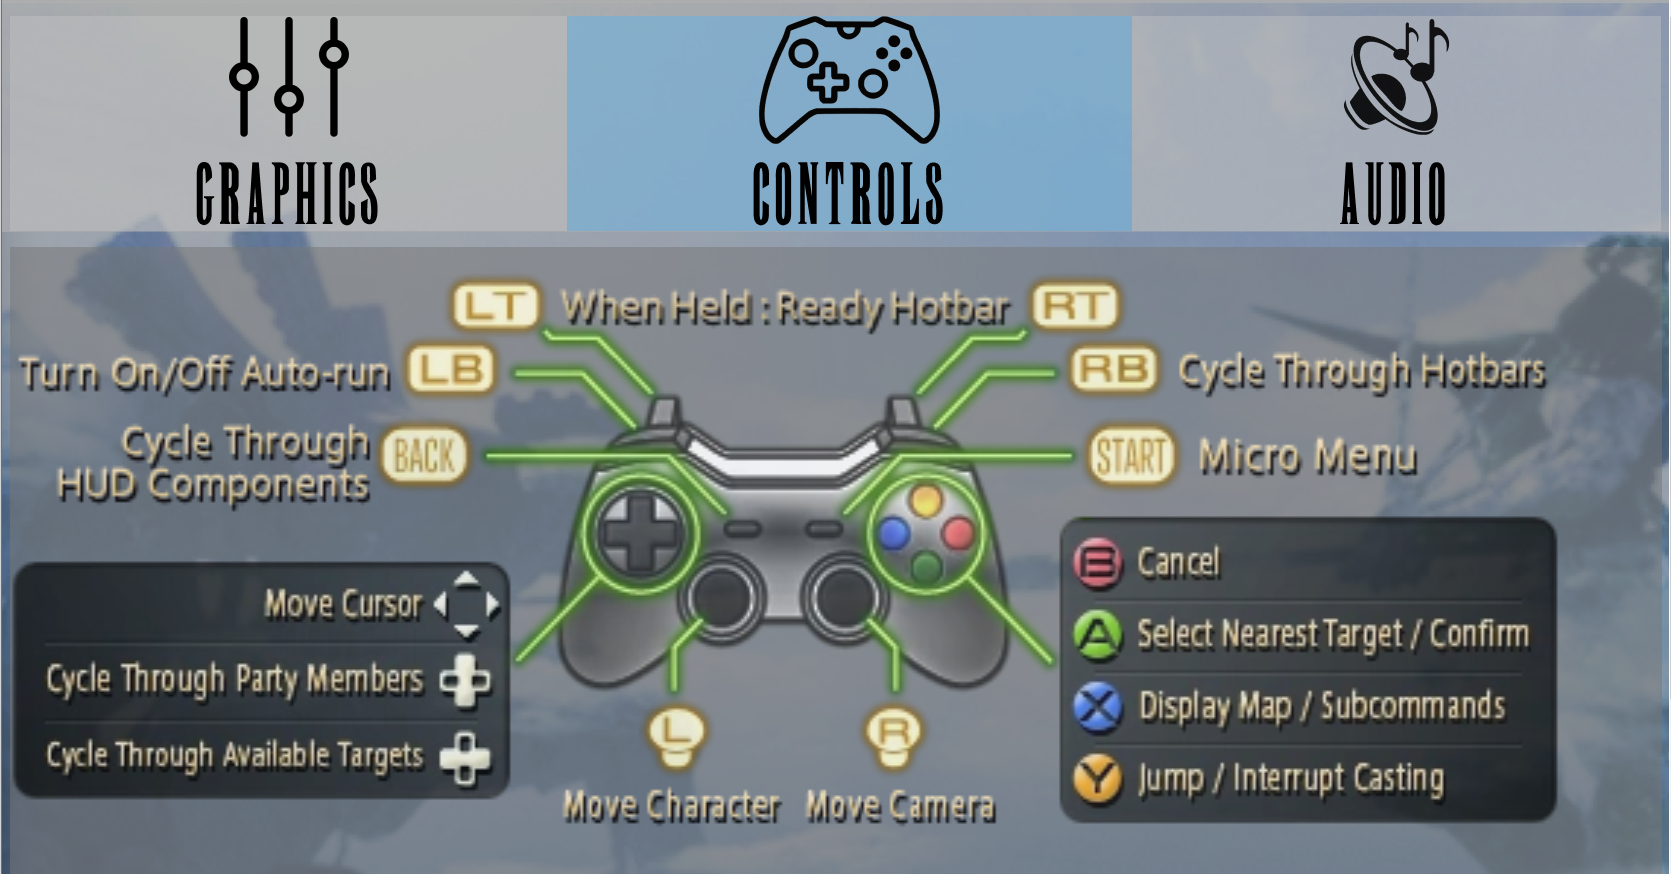 GRAPHICS
CONTROLS
AUDIO
LT When Held : Ready Hotbar RT
Turn On/Off Auto-run LB
RB Cycle Through Hotbars
Cycle Through
HUD Components
BACK
START Micro Menu
Move Cursor
Cycle Through Party Members
Cycle Through Available Targets
B Cancel
A Select Nearest Target / Confirm
X Display Map / Subcommands
Y Jump / Interrupt Casting
L
Move Character
R
Move Camera